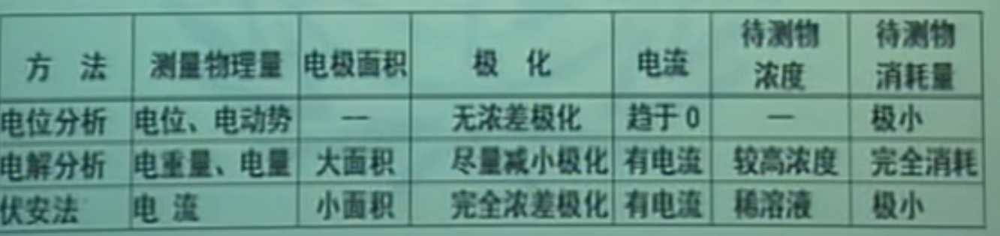 方 法 测量物理量 电极面积 极 化 电流 待测物浓度 待测物消耗量
电位分析 电位、电动势 — 无浓差极化 趋于0 — 极小
电解分析 电重量、电量 大面积 尽量减小极化 有电流 较高浓度 完全消耗
伏安法 电 流 小面积 完全浓差极化 有电流 稀溶液 极小